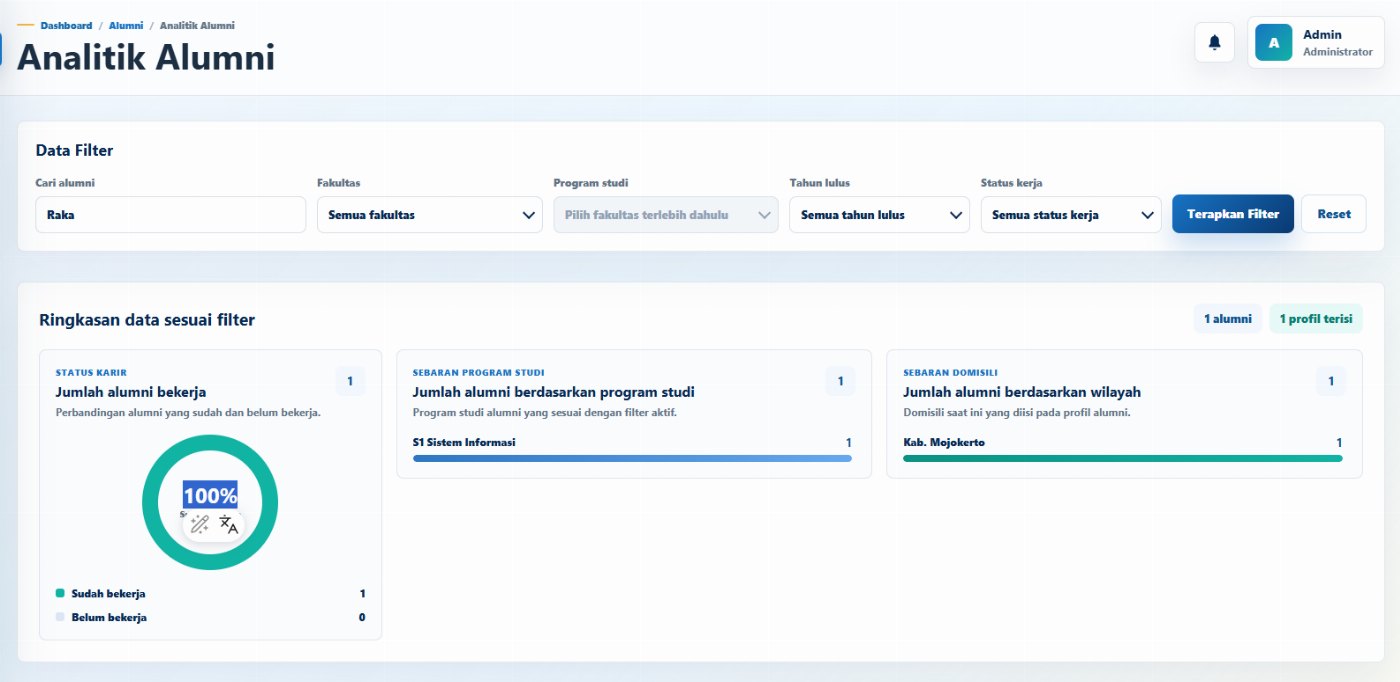 Dashboard / Alumni / Analitik Alumni
Analitik Alumni
A
Admin
Administrator
Data Filter
Cari alumni
Raka
Fakultas
Semua fakultas
Program studi
Pilih fakultas terlebih dahulu
Tahun lulus
Semua tahun lulus
Status kerja
Semua status kerja
Terapkan Filter
Reset
Ringkasan data sesuai filter
1 alumni
1 profil terisi
STATUS KARIR
Jumlah alumni bekerja
1
Perbandingan alumni yang sudah dan belum bekerja.
100%
Sudah bekerja 1
Belum bekerja 0
SEBARAN PROGRAM STUDI
Jumlah alumni berdasarkan program studi
1
Program studi alumni yang sesuai dengan filter aktif.
S1 Sistem Informasi 1
SEBARAN DOMISILI
Jumlah alumni berdasarkan wilayah
1
Domisili saat ini yang diisi pada profil alumni.
Kab. Mojokerto 1